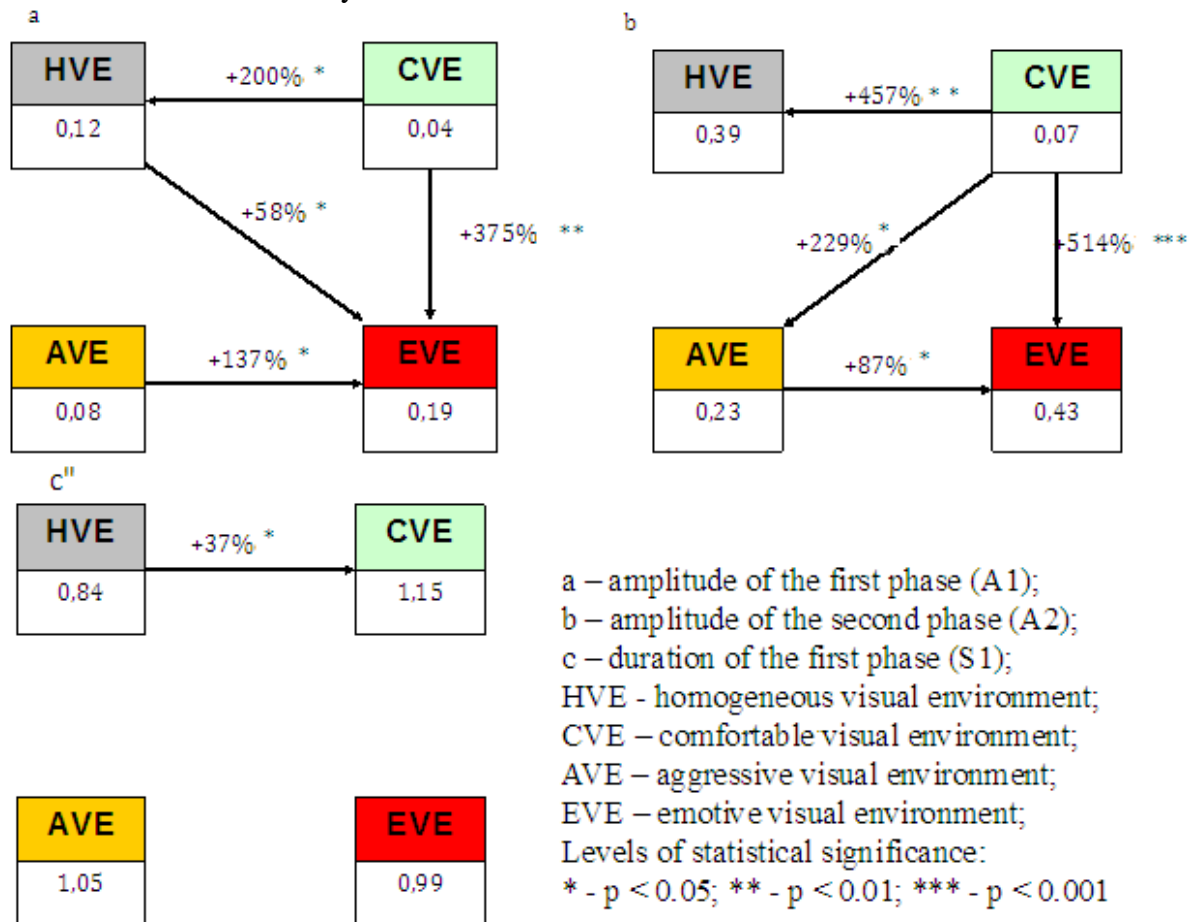 a
HVE
+200% *
CVE
0,12
0,04
+58% *
+375% **
AVE
+137% *
EVE
0,08
0,19
b
HVE
+457% * *
CVE
0,39
0,07
+229% *
+514% ***
AVE
+87% *
EVE
0,23
0,43
c"
HVE
+37% *
CVE
0,84
1,15
AVE
EVE
1,05
0,99
a – amplitude of the first phase (A1);
b – amplitude of the second phase (A2);
c – duration of the first phase (S1);
HVE - homogeneous visual environment;
CVE – comfortable visual environment;
AVE – aggressive visual environment;
EVE – emotive visual environment;
Levels of statistical significance:
* - p < 0.05; ** - p < 0.01; *** - p < 0.001